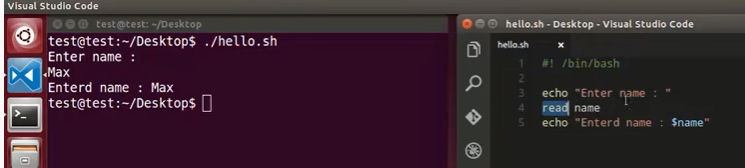 Visual Studio Code
test@test: ~/Desktop
test@test:~/Desktop$ ./hello.sh
Enter name :
Max
Enterd name : Max
test@test:~/Desktop$
hello.sh - Desktop - Visual Studio Code
hello.sh x
1 #! /bin/bash
2
3 echo "Enter name : "
4 read name
5 echo "Enterd name : $name"